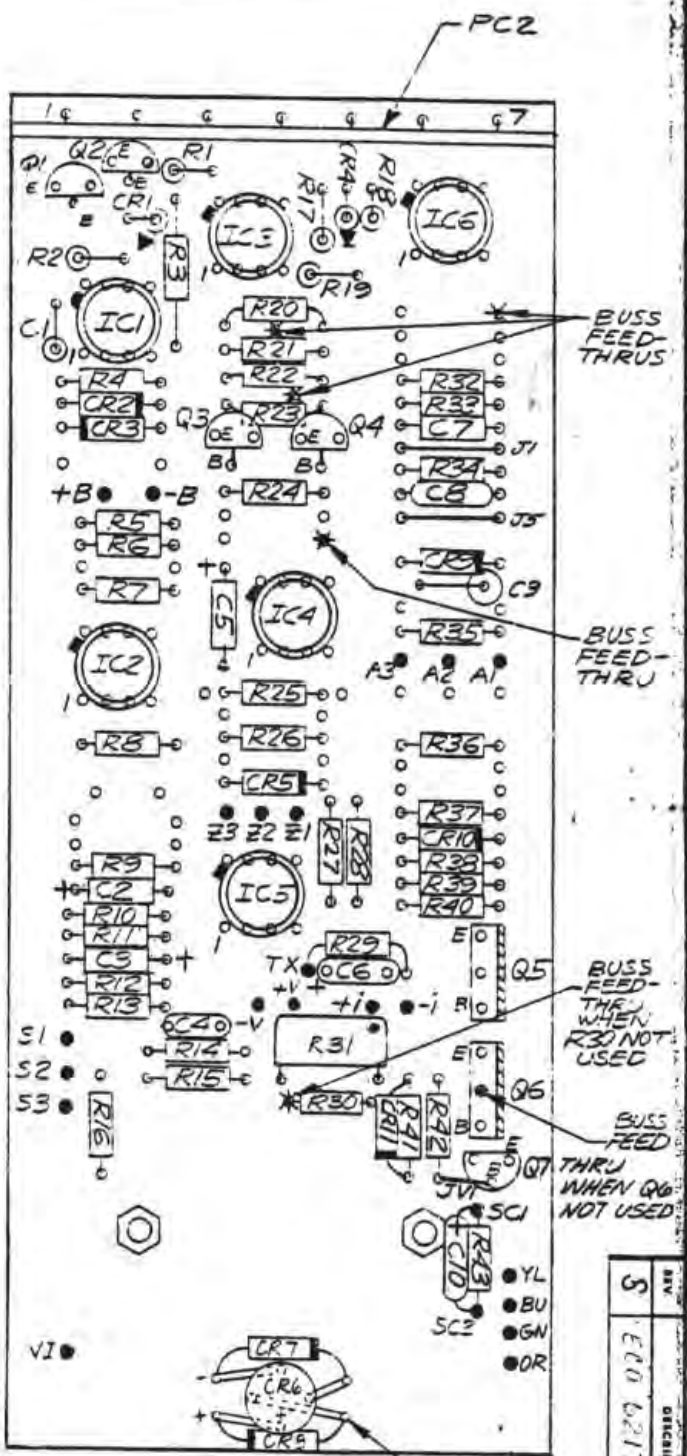 PC2
1
7
Q1
Q2
E
C
E
E
B
R1
CR1
R2
R3
IC3
1
R17
CR4
R18
IC6
1
R19
C1
IC1
1
R20
BUSS
FEED-
THRUS
R21
R4
R22
R32
CR2
R23
R33
CR3
Q3
E
B
E
Q4
B
C7
J1
R34
+B
-B
R24
C8
R5
J5
R6
+
CR9
R7
C5
IC4
1
C9
R35
BUSS
FEED-
THRU
IC2
1
A3
A2
A1
R25
R8
R26
R36
CR5
Z3
Z2
Z1
R27
R28
R37
CR10
R9
IC5
1
R38
+
C2
R39
R10
R40
R11
C3
+
R29
E
Q5
B
R12
TX
C6
R13
+V
+
+i
-i
BUSS
FEED-
THRU
WHEN
R30 NOT
USED
C4
-V
S1
R14
R31
E
Q6
B
S2
R15
S3
R30
R16
CR11
R41
R42
BUSS
FEED
THRU
WHEN Q6
NOT USED
C
B
E
Q7
JV1
SC1
+
C10
R43
SC2
YL
BU
GN
OR
VI
CR7
-
CR6
+
CR8
REV
S
ECO